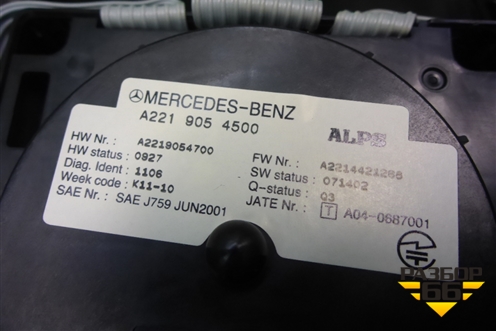 MERCEDES-BENZ
A221 905 4500
ALPS
HW Nr.: A2219054700
HW status: 0927
Diag. Ident: 1106
Week code: K11-10
SAE Nr.: SAE J759 JUN2001
FW Nr.: A2214421266
SW status: 071402
Q-status: 03
JATE Nr.: T A04-0687001
РАЗБОР
66